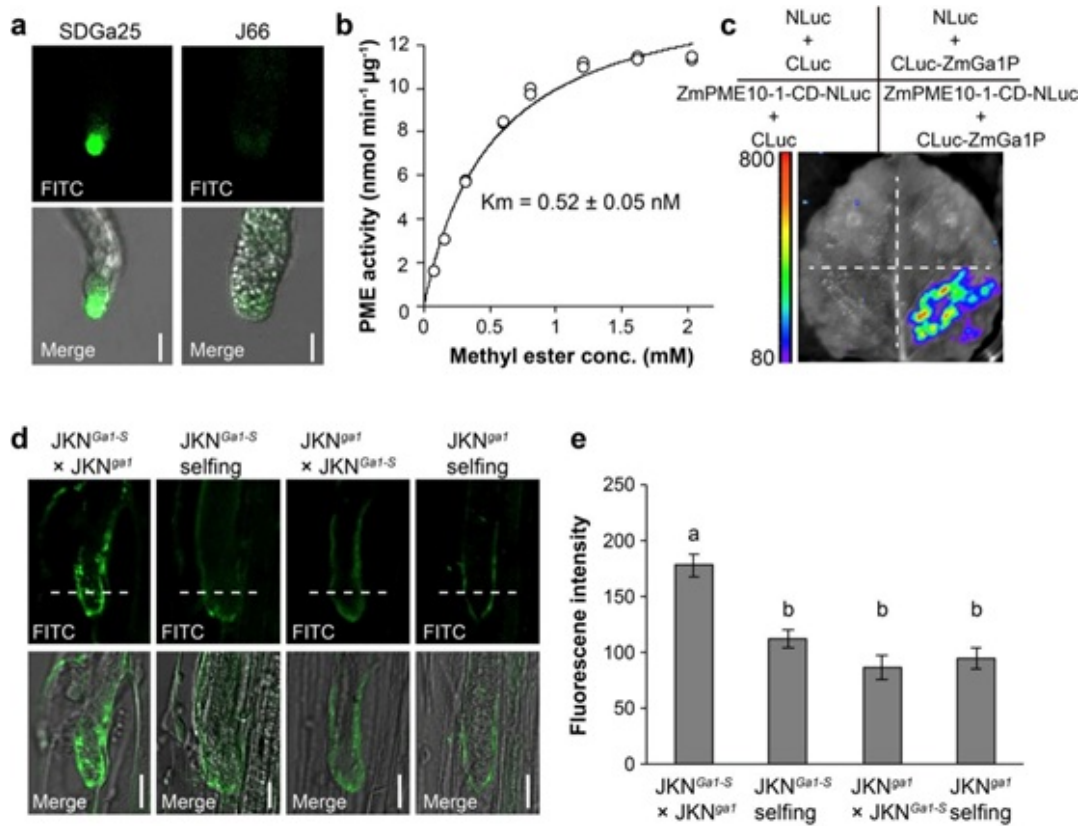 a
SDGa25
J66
FITC
FITC
Merge
Merge
b
PME activity (nmol min⁻¹ µg⁻¹)
12
10
8
6
4
2
0
Km = 0.52 ± 0.05 nM
0
0.5
1
1.5
2
Methyl ester conc. (mM)
c
NLuc
+
CLuc
NLuc
+
CLuc-ZmGa1P
ZmPME10-1-CD-NLuc
+
CLuc
ZmPME10-1-CD-NLuc
+
CLuc-ZmGa1P
800
80
d
JKN^Ga1-S
× JKN^ga1
JKN^Ga1-S
selfing
JKN^ga1
× JKN^Ga1-S
JKN^ga1
selfing
FITC
FITC
FITC
FITC
Merge
Merge
Merge
Merge
e
Fluorescene intensity
250
200
150
100
50
0
a
b
b
b
JKN^Ga1-S
× JKN^ga1
JKN^Ga1-S
selfing
JKN^ga1
× JKN^Ga1-S
JKN^ga1
selfing